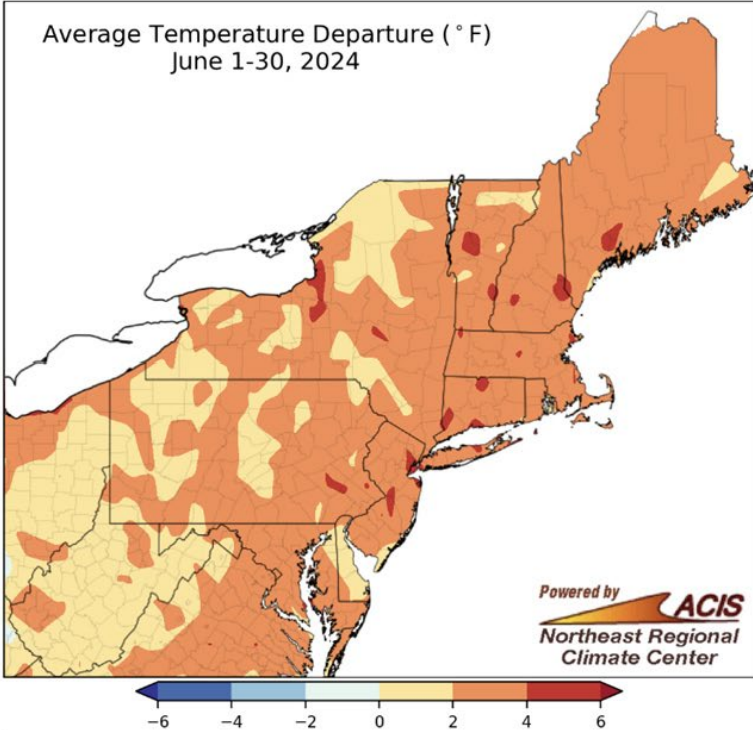 Average Temperature Departure (°F)
June 1-30, 2024
Powered by
ACIS
Northeast Regional
Climate Center
−6 −4 −2 0 2 4 6